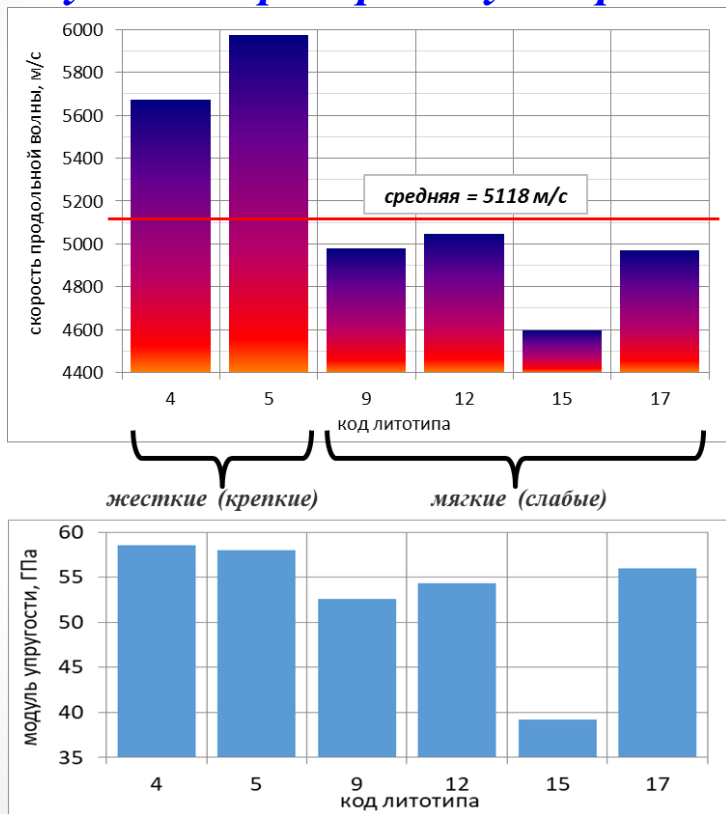 6000
5800
5600
5400
5200
5000
4800
4600
4400
скорость продольной волны, м/с
средняя = 5118 м/с
4 5 9 12 15 17
код литотипа
жесткие (крепкие) мягкие (слабые)
60
55
50
45
40
35
модуль упругости, ГПа
4 5 9 12 15 17
код литотипа